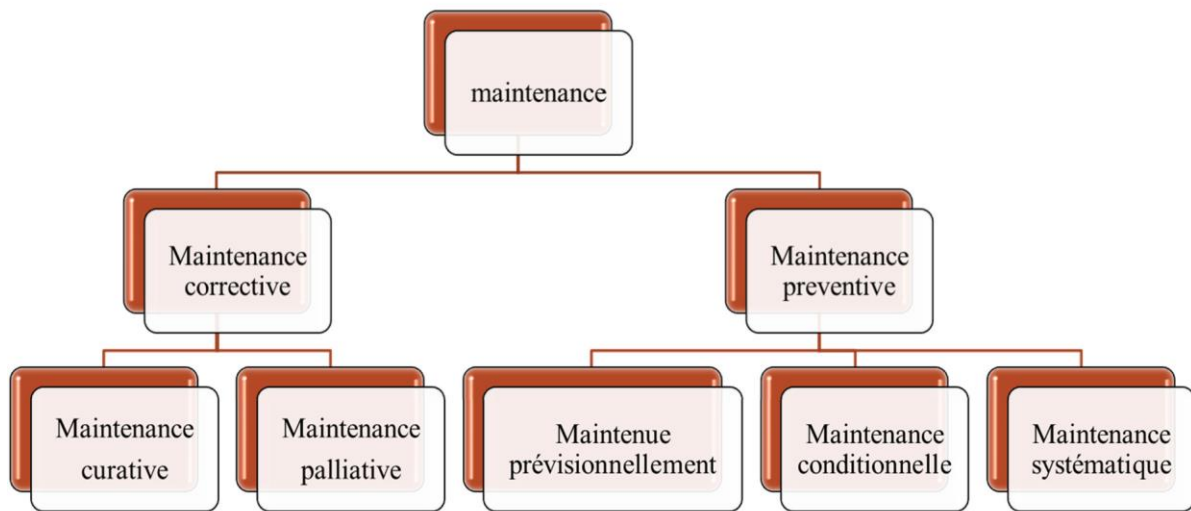 maintenance
Maintenance
corrective
Maintenance
preventive
Maintenance
curative
Maintenance
palliative
Maintenue
prévisionnellement
Maintenance
conditionnelle
Maintenance
systématique